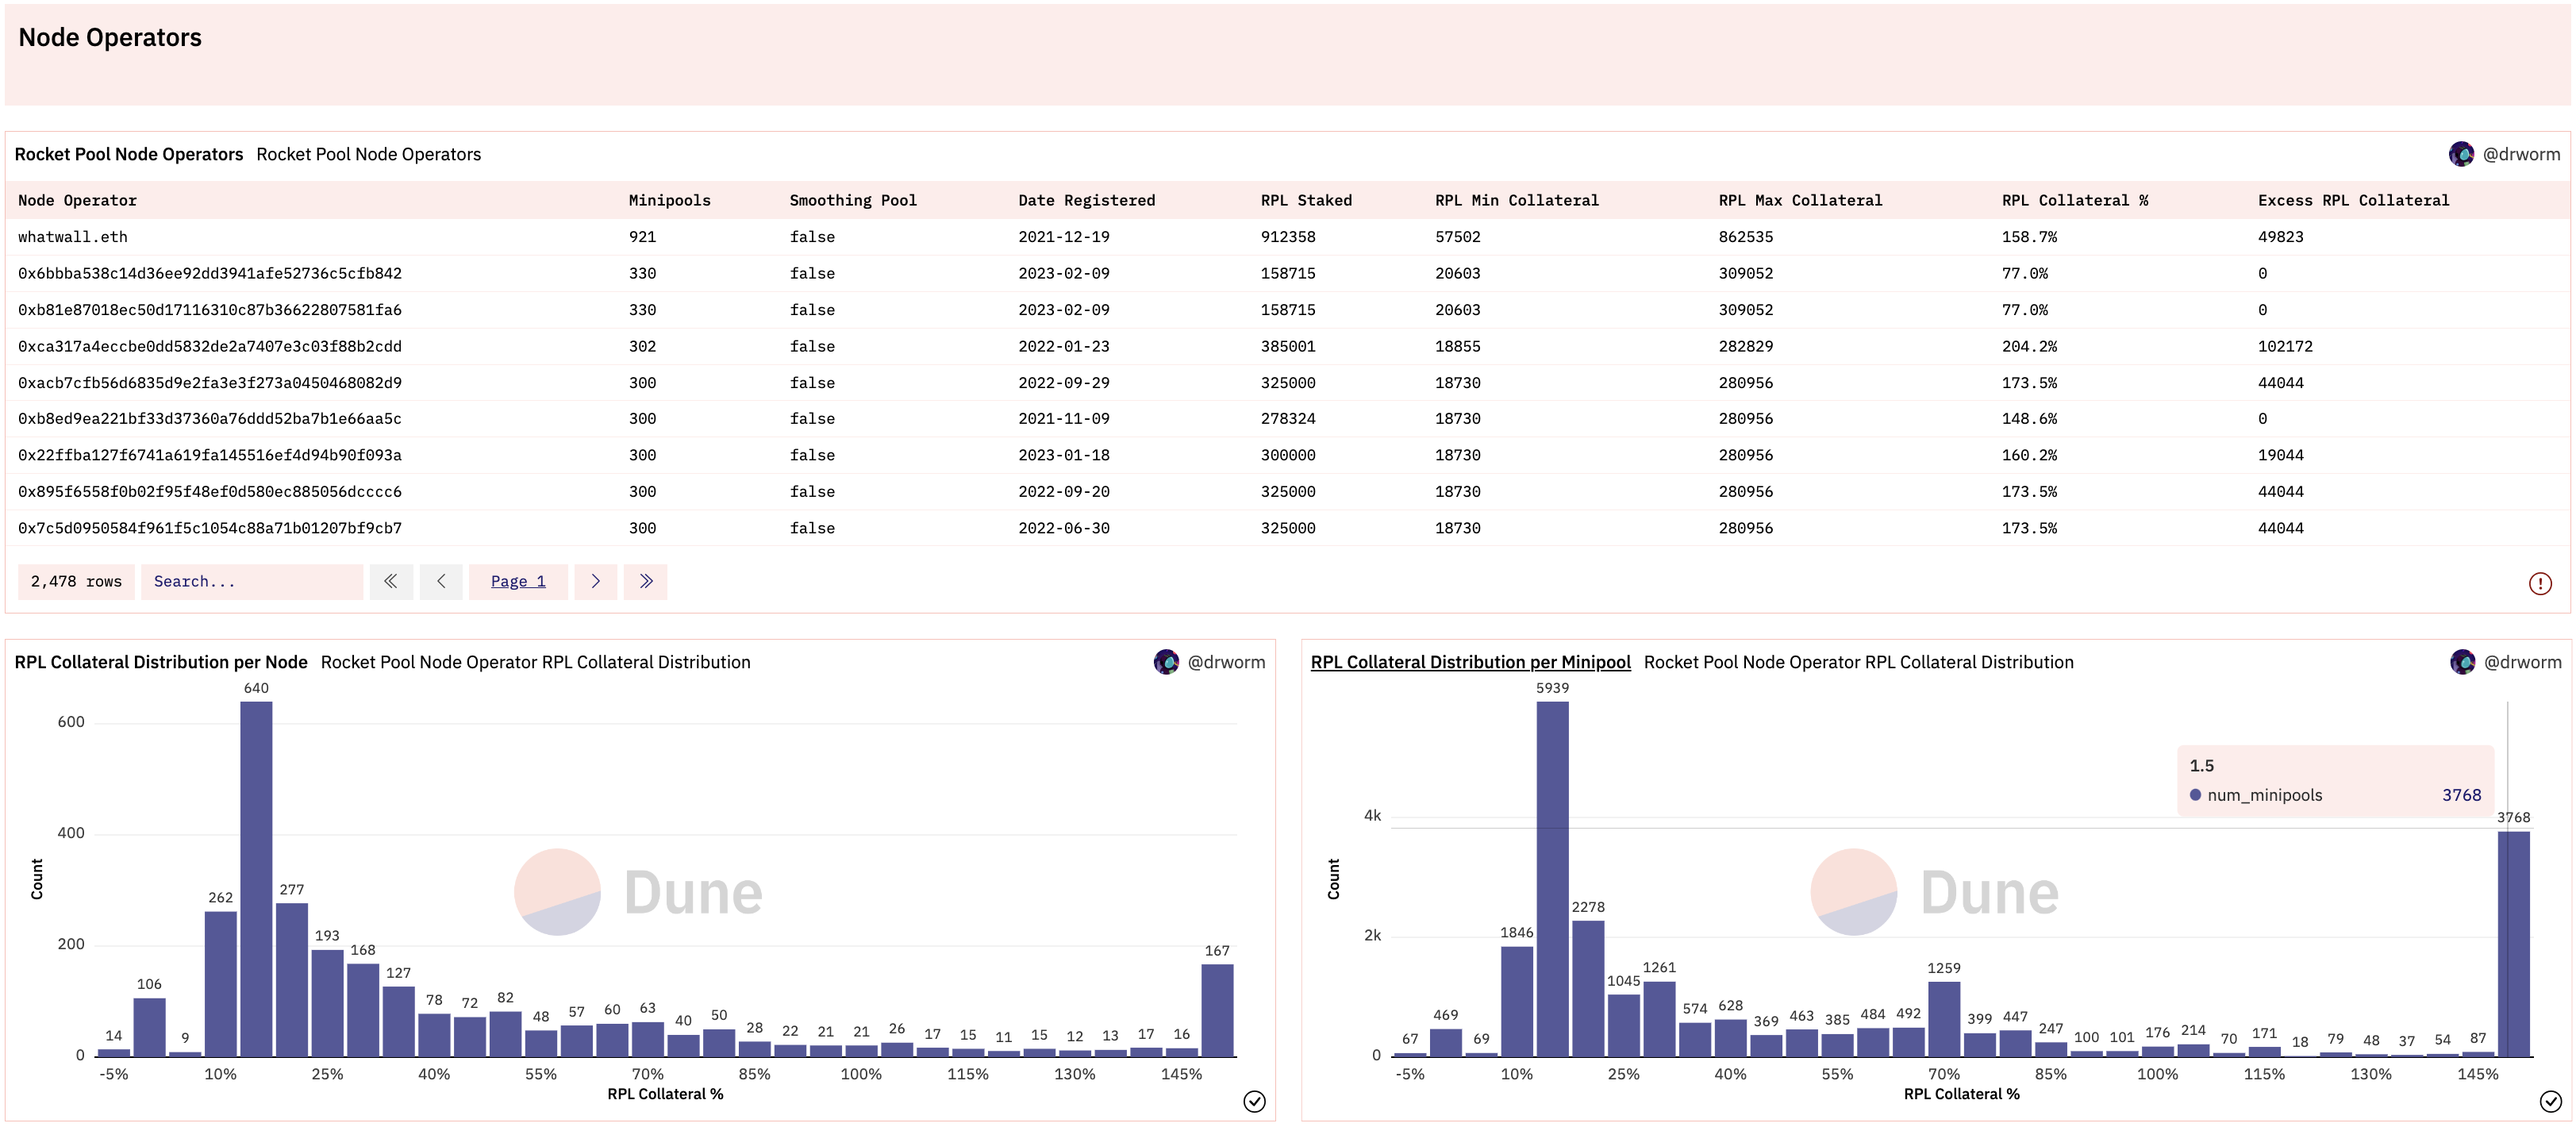 Node Operators
Rocket Pool Node Operators Rocket Pool Node Operators @drworm
Node Operator Minipools Smoothing Pool Date Registered RPL Staked RPL Min Collateral RPL Max Collateral RPL Collateral % Excess RPL Collateral
whatwall.eth 921 false 2021-12-19 912358 57502 862535 158.7% 49823
0x6bbba538c14d36ee92dd3941afe52736c5cfb842 330 false 2023-02-09 158715 20603 309052 77.0% 0
0xb81e87018ec50d17116310c87b36622807581fa6 330 false 2023-02-09 158715 20603 309052 77.0% 0
0xca317a4eccbe0dd5832de2a7407e3c03f88b2cdd 302 false 2022-01-23 385001 18855 282829 204.2% 102172
0xacb7cfb56d6835d9e2fa3e3f273a0450468082d9 300 false 2022-09-29 325000 18730 280956 173.5% 44044
0xb8ed9ea221bf33d37360a76ddd52ba7b1e66aa5c 300 false 2021-11-09 278324 18730 280956 148.6% 0
0x22ffba127f6741a619fa145516ef4d94b90f093a 300 false 2023-01-18 300000 18730 280956 160.2% 19044
0x895f6558f0b02f95f48ef0d580ec885056dcccc6 300 false 2022-09-20 325000 18730 280956 173.5% 44044
0x7c5d0950584f961f5c1054c88a71b01207bf9cb7 300 false 2022-06-30 325000 18730 280956 173.5% 44044
2,478 rows Search... Page 1
RPL Collateral Distribution per Node Rocket Pool Node Operator RPL Collateral Distribution @drworm
600
400
200
0
Count
14 106 9 262 640 277 193 168 127 78 72 82 48 57 60 63 40 50 28 22 21 21 26 17 15 11 15 12 13 17 16 167
Dune
-5% 10% 25% 40% 55% 70% 85% 100% 115% 130% 145%
RPL Collateral %
RPL Collateral Distribution per Minipool Rocket Pool Node Operator RPL Collateral Distribution @drworm
4k
2k
0
Count
67 469 69 1846 5939 2278 1045 1261 574 628 369 463 385 484 492 1259 399 447 247 100 101 176 214 70 171 18 79 48 37 54 87 3768
1.5
num_minipools 3768
Dune
-5% 10% 25% 40% 55% 70% 85% 100% 115% 130% 145%
RPL Collateral %